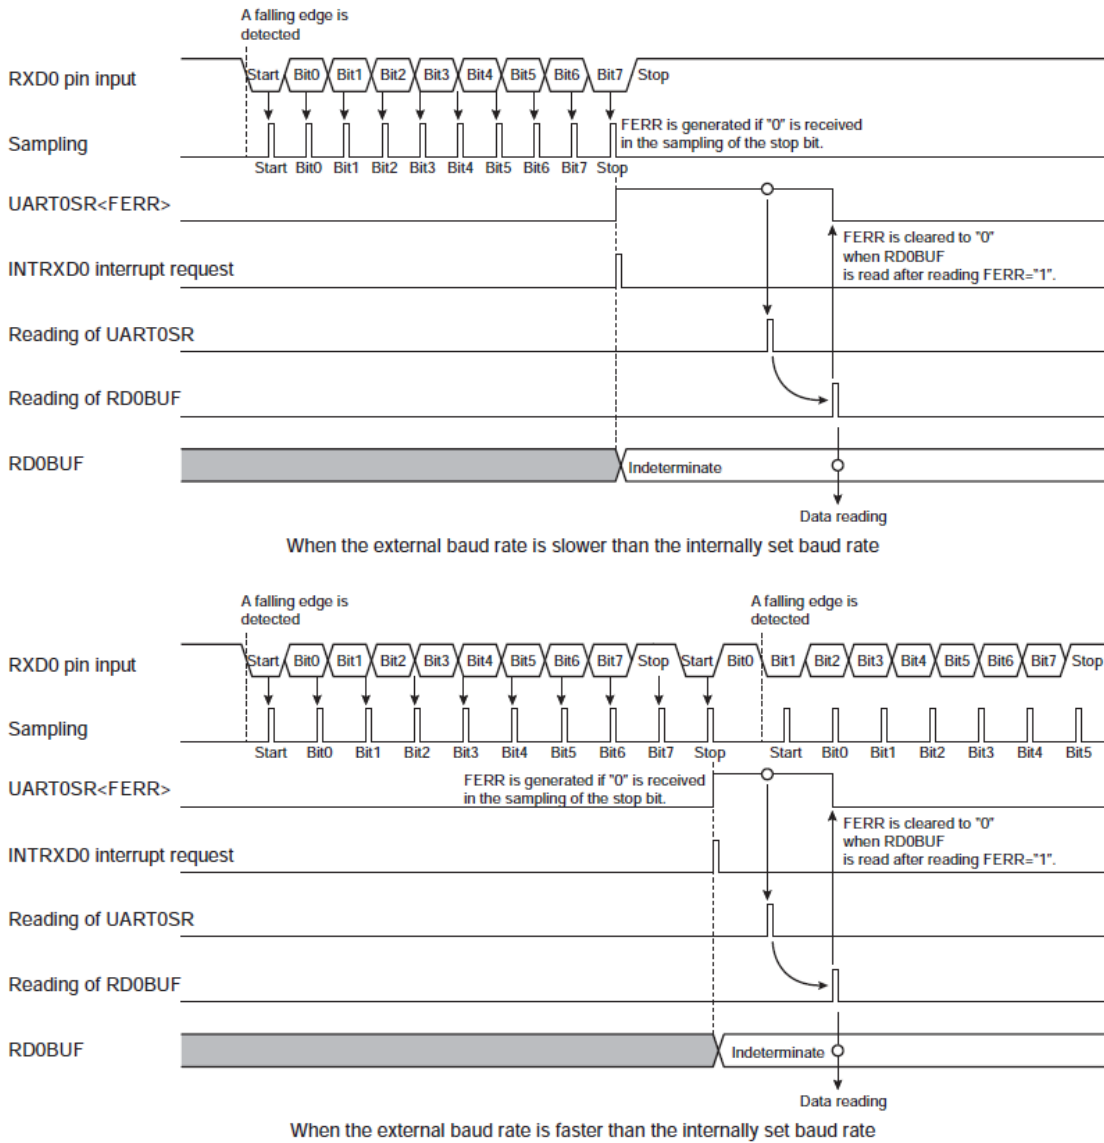 A falling edge is
detected
RXD0 pin input
Start Bit0 Bit1 Bit2 Bit3 Bit4 Bit5 Bit6 Bit7 Stop
FERR is generated if "0" is received
in the sampling of the stop bit.
Sampling
Start Bit0 Bit1 Bit2 Bit3 Bit4 Bit5 Bit6 Bit7 Stop
UART0SR<FERR>
FERR is cleared to "0"
when RD0BUF
is read after reading FERR="1".
INTRXD0 interrupt request
Reading of UART0SR
Reading of RD0BUF
RD0BUF
Indeterminate
Data reading
When the external baud rate is slower than the internally set baud rate
A falling edge is
detected
A falling edge is
detected
RXD0 pin input
Start Bit0 Bit1 Bit2 Bit3 Bit4 Bit5 Bit6 Bit7 Stop Start Bit0 Bit1 Bit2 Bit3 Bit4 Bit5 Bit6 Bit7 Stop
Sampling
Start Bit0 Bit1 Bit2 Bit3 Bit4 Bit5 Bit6 Bit7 Stop Start Bit0 Bit1 Bit2 Bit3 Bit4 Bit5
FERR is generated if "0" is received
in the sampling of the stop bit.
UART0SR<FERR>
FERR is cleared to "0"
when RD0BUF
is read after reading FERR="1".
INTRXD0 interrupt request
Reading of UART0SR
Reading of RD0BUF
RD0BUF
Indeterminate
Data reading
When the external baud rate is faster than the internally set baud rate